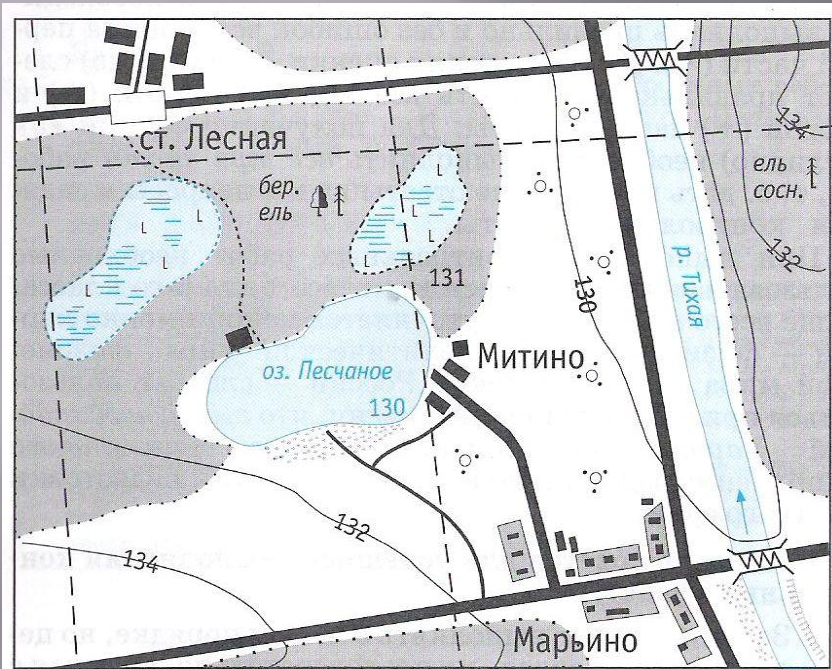 ст. Лесная
134
бер.
ель
ель
сосн.
р. Тихая
132
131
130
Митино
оз. Песчаное
130
132
134
Марьино